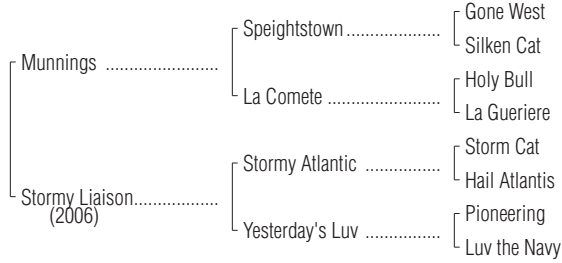 Gone West
Speightstown
Silken Cat
Munnings
Holy Bull
La Comete
La Gueriere
Storm Cat
Stormy Atlantic
Hail Atlantis
Stormy Liaison
(2006)
Pioneering
Yesterday's Luv
Luv the Navy